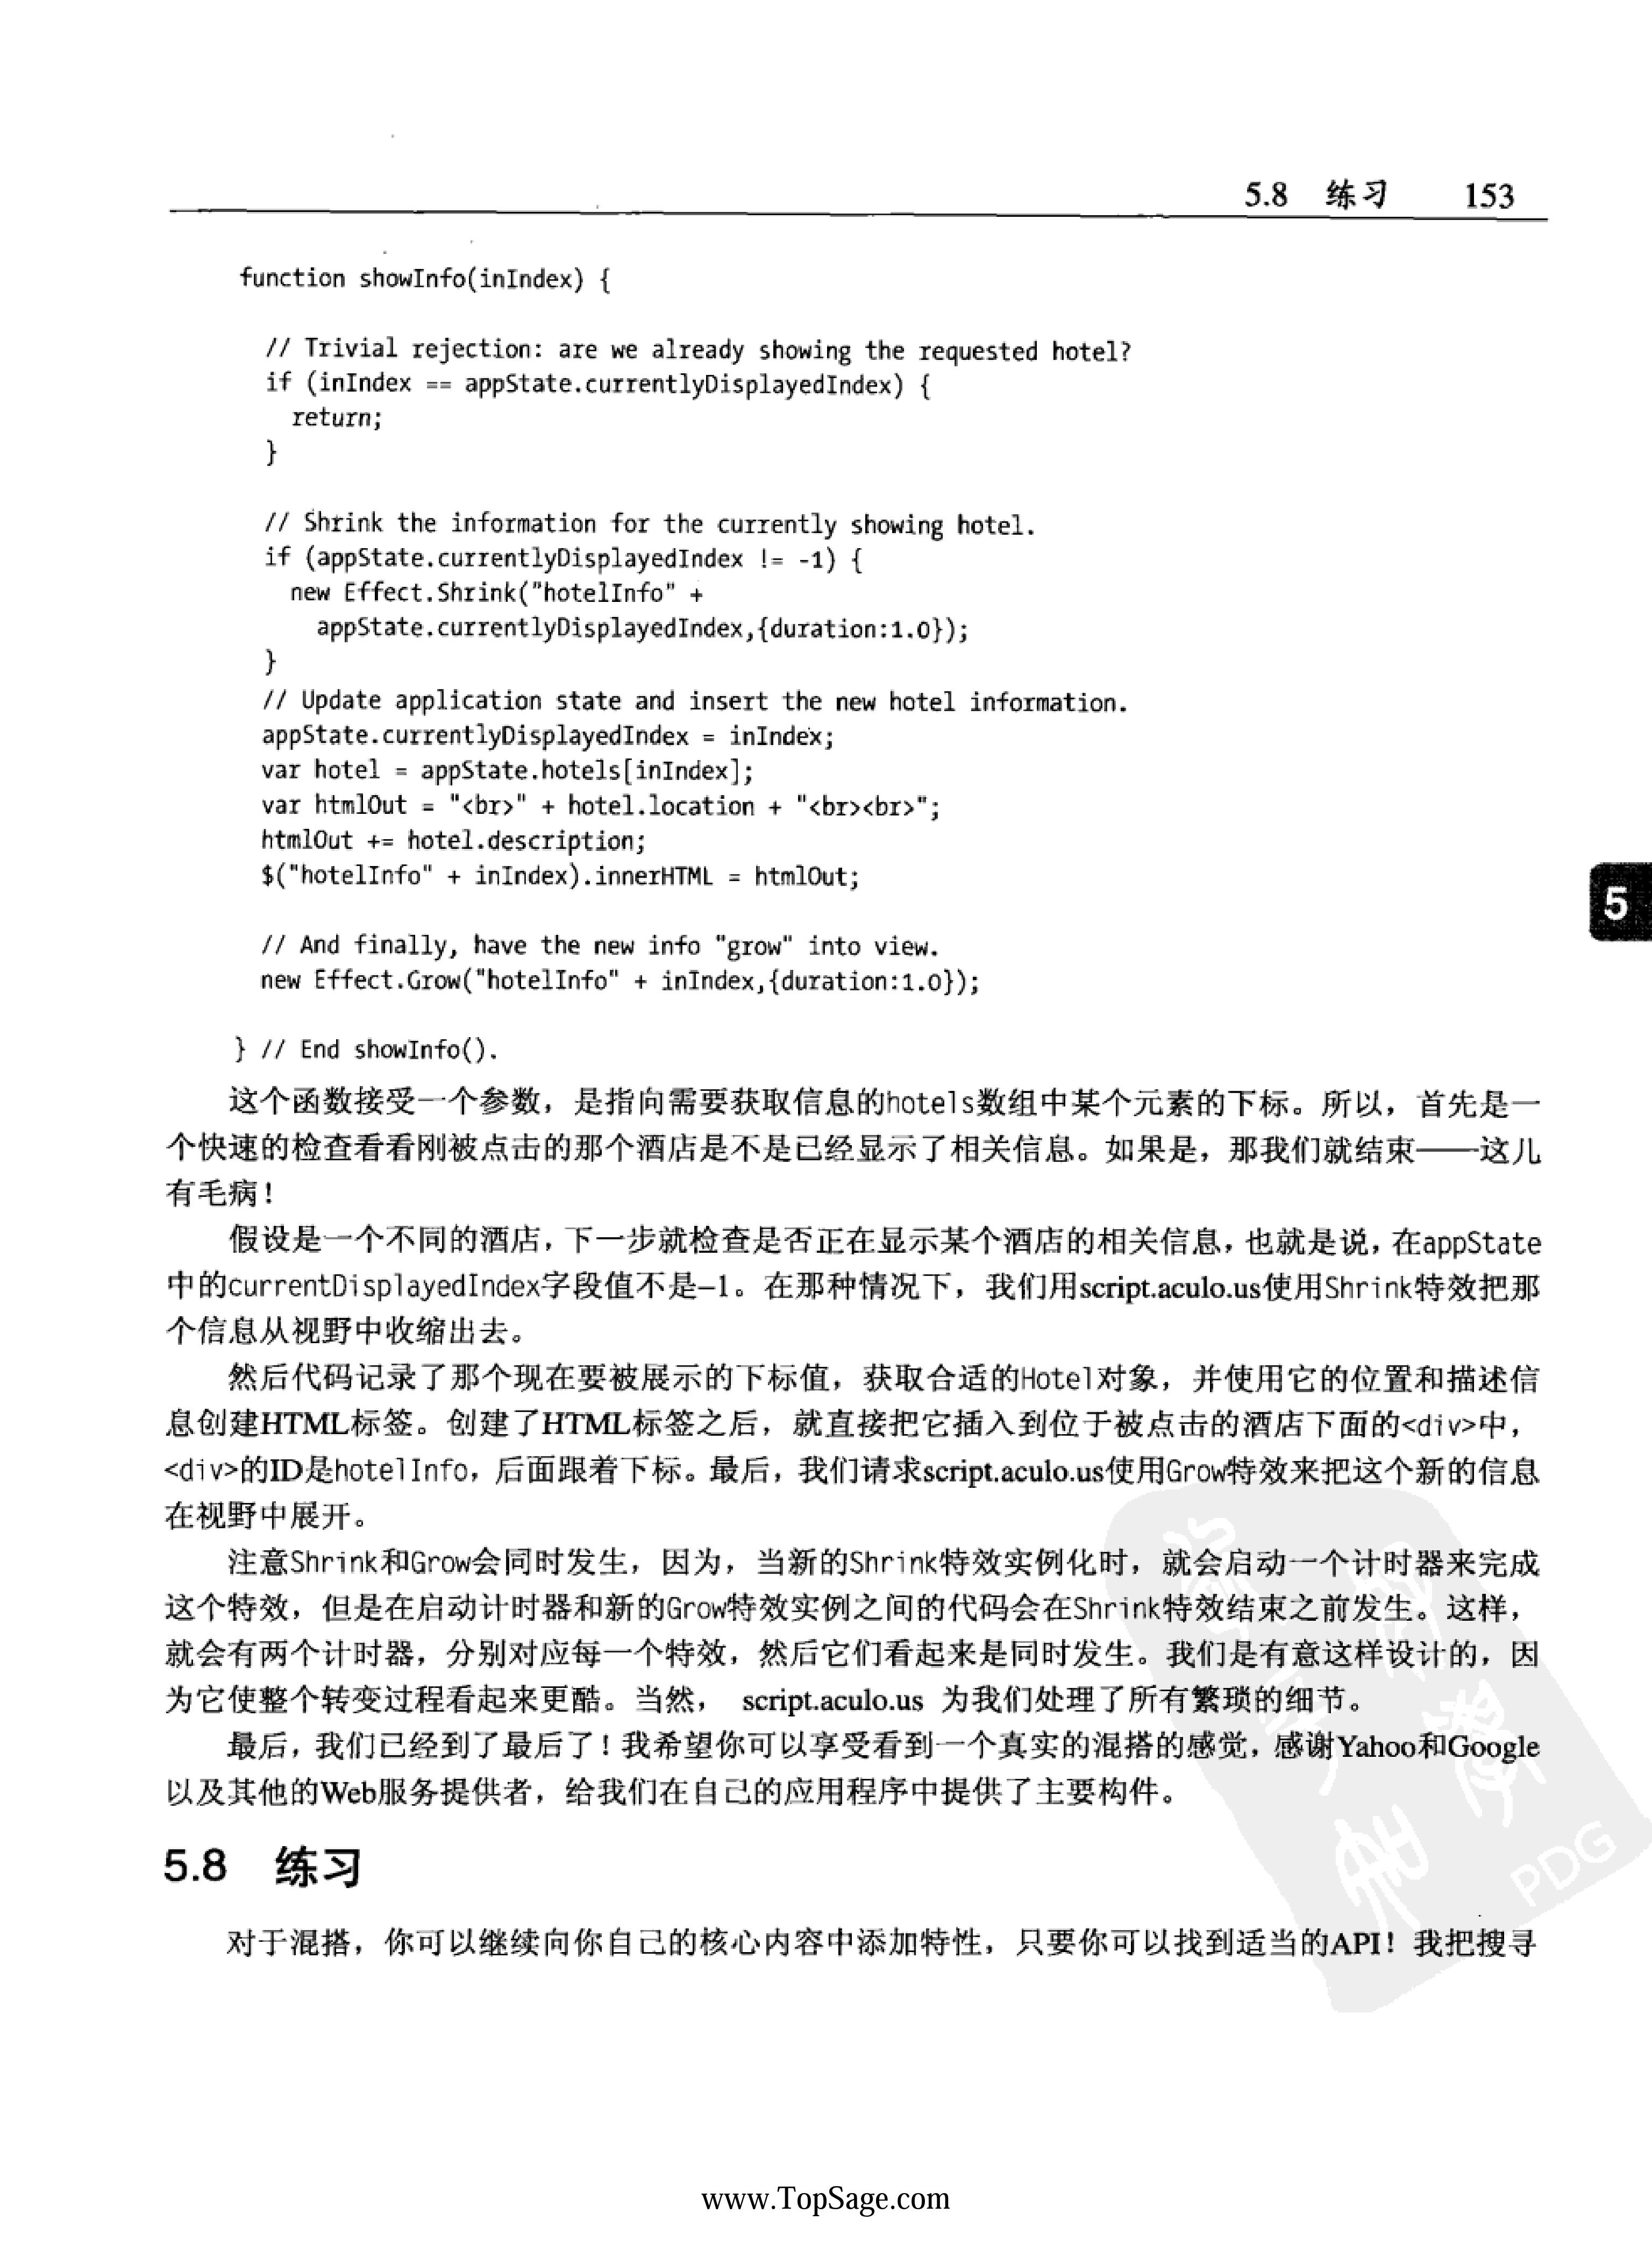 5.8 练习 153
function showInfo(inIndex) {
// Trivial rejection: are we already showing the requested hotel?
if (inIndex == appState.currentlyDisplayedIndex) {
return;
}
// Shrink the information for the currently showing hotel.
if (appState.currentlyDisplayedIndex != -1) {
new Effect.Shrink("hotelInfo" +
appState.currentlyDisplayedIndex,{duration:1.0});
}
// Update application state and insert the new hotel information.
appState.currentlyDisplayedIndex = inIndex;
var hotel = appState.hotels[inIndex];
var htmlOut = "<br>" + hotel.location + "<br><br>";
htmlOut += hotel.description;
$("hotelInfo" + inIndex).innerHTML = htmlOut;
5
// And finally, have the new info "grow" into view.
new Effect.Grow("hotelInfo" + inIndex,{duration:1.0});
} // End showInfo().
这个函数接受一个参数，是指向需要获取信息的hotels数组中某个元素的下标。所以，首先是一
个快速的检查看看刚被点击的那个酒店是不是已经显示了相关信息。如果是，那我们就结束——这儿
有毛病！
假设是一个不同的酒店，下一步就检查是否正在显示某个酒店的相关信息，也就是说，在appState
中的currentDisplayedIndex字段值不是–1。在那种情况下，我们用script.aculo.us使用Shrink特效把那
个信息从视野中收缩出去。
然后代码记录了那个现在要被展示的下标值，获取合适的Hotel对象，并使用它的位置和描述信
息创建HTML标签。创建了HTML标签之后，就直接把它插入到位于被点击的酒店下面的<div>中，
<div>的ID是hotelInfo，后面跟着下标。最后，我们请求script.aculo.us使用Grow特效来把这个新的信息
在视野中展开。
注意Shrink和Grow会同时发生，因为，当新的Shrink特效实例化时，就会启动一个计时器来完成
这个特效，但是在启动计时器和新的Grow特效实例之间的代码会在Shrink特效结束之前发生。这样，
就会有两个计时器，分别对应每一个特效，然后它们看起来是同时发生。我们是有意这样设计的，因
为它使整个转变过程看起来更酷。当然， script.aculo.us 为我们处理了所有繁琐的细节。
最后，我们已经到了最后了！我希望你可以享受看到一个真实的混搭的感觉，感谢Yahoo和Google
以及其他的Web服务提供者，给我们在自己的应用程序中提供了主要构件。
5.8 练习
对于混搭，你可以继续向你自己的核心内容中添加特性，只要你可以找到适当的API！我把搜寻
PDG
www.TopSage.com